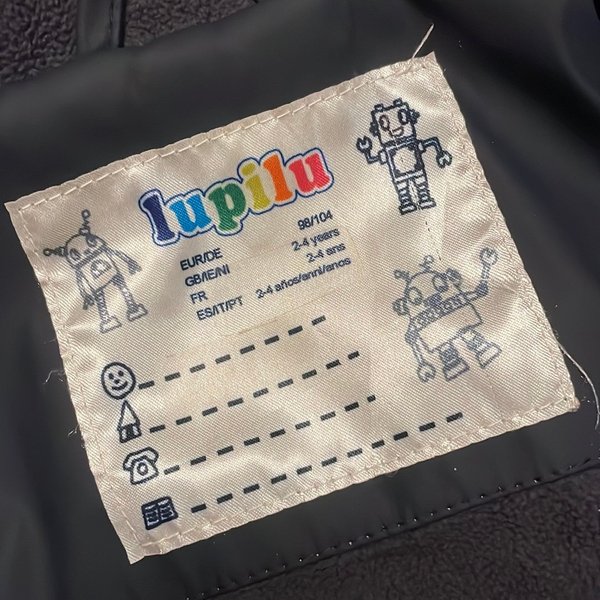 lupilu
EUR/DE 98/104
GB/IE/NI 2-4 years
FR 2-4 ans
ES/IT/PT 2-4 años/anni/anos